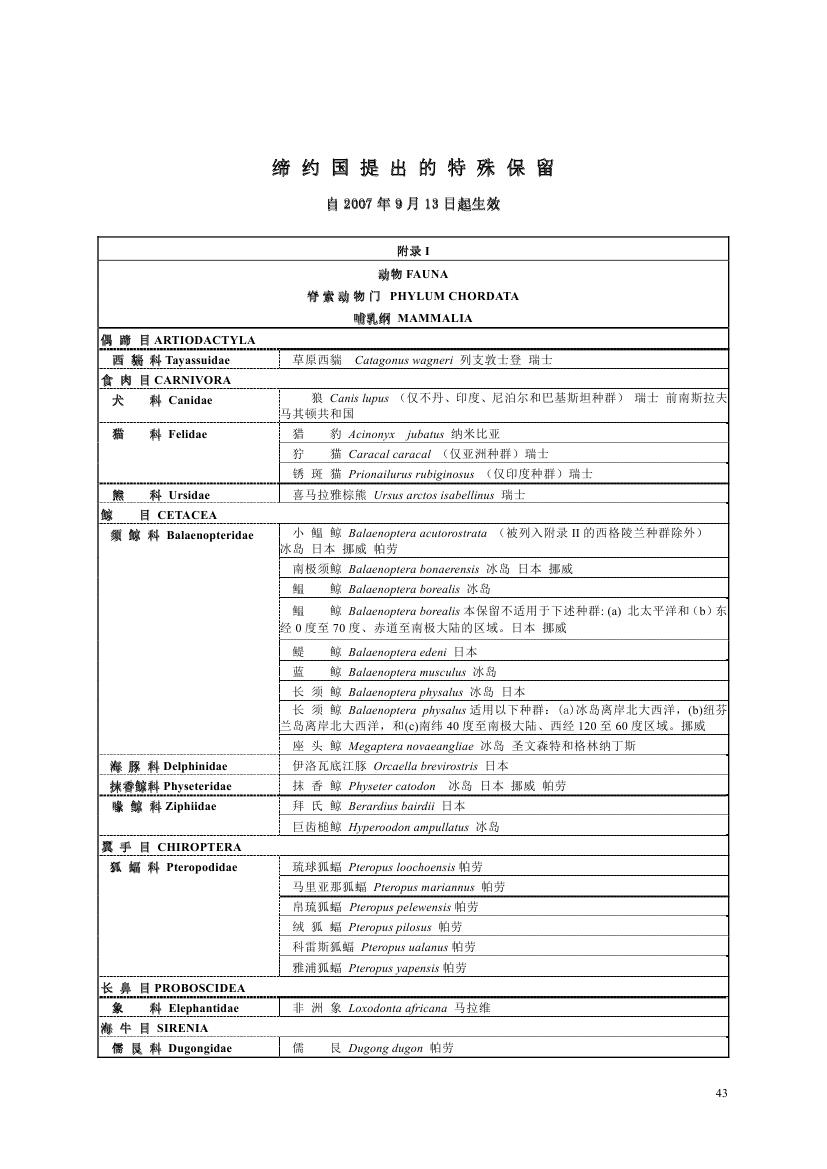 缔约国提出的特殊保留
自 2007 年 9 月 13 日起生效
附录 I
动物 FAUNA
脊索动物门 PHYLUM CHORDATA
哺乳纲 MAMMALIA
偶蹄目 ARTIODACTYLA
西貒科 Tayassuidae 草原西貒 Catagonus wagneri 列支敦士登 瑞士
食肉目 CARNIVORA
犬科 Canidae 狼 Canis lupus （仅不丹、印度、尼泊尔和巴基斯坦种群） 瑞士 前南斯拉夫
马其顿共和国
猫科 Felidae 猎豹 Acinonyx jubatus 纳米比亚
狞猫 Caracal caracal （仅亚洲种群）瑞士
锈斑猫 Prionailurus rubiginosus （仅印度种群）瑞士
熊科 Ursidae 喜马拉雅棕熊 Ursus arctos isabellinus 瑞士
鲸目 CETACEA
须鲸科 Balaenopteridae 小鰛鲸 Balaenoptera acutorostrata （被列入附录 II 的西格陵兰种群除外）
冰岛 日本 挪威 帕劳
南极须鲸 Balaenoptera bonaerensis 冰岛 日本 挪威
鰛鲸 Balaenoptera borealis 冰岛
鰛鲸 Balaenoptera borealis 本保留不适用于下述种群: (a) 北太平洋和（b）东
经 0 度至 70 度、赤道至南极大陆的区域。日本 挪威
鳀鲸 Balaenoptera edeni 日本
蓝鲸 Balaenoptera musculus 冰岛
长须鲸 Balaenoptera physalus 冰岛 日本
长须鲸 Balaenoptera physalus 适用以下种群：(a)冰岛离岸北大西洋，(b)纽芬
兰岛离岸北大西洋，和(c)南纬 40 度至南极大陆、西经 120 至 60 度区域。挪威
座头鲸 Megaptera novaeangliae 冰岛 圣文森特和格林纳丁斯
海豚科 Delphinidae 伊洛瓦底江豚 Orcaella brevirostris 日本
抹香鲸科 Physeteridae 抹香鲸 Physeter catodon 冰岛 日本 挪威 帕劳
喙鲸科 Ziphiidae 拜氏鲸 Berardius bairdii 日本
巨齿槌鲸 Hyperoodon ampullatus 冰岛
翼手目 CHIROPTERA
狐蝠科 Pteropodidae 琉球狐蝠 Pteropus loochoensis 帕劳
马里亚那狐蝠 Pteropus mariannus 帕劳
帛琉狐蝠 Pteropus pelewensis 帕劳
绒狐蝠 Pteropus pilosus 帕劳
科雷斯狐蝠 Pteropus ualanus 帕劳
雅浦狐蝠 Pteropus yapensis 帕劳
长鼻目 PROBOSCIDEA
象科 Elephantidae 非洲象 Loxodonta africana 马拉维
海牛目 SIRENIA
儒艮科 Dugongidae 儒艮 Dugong dugon 帕劳
43